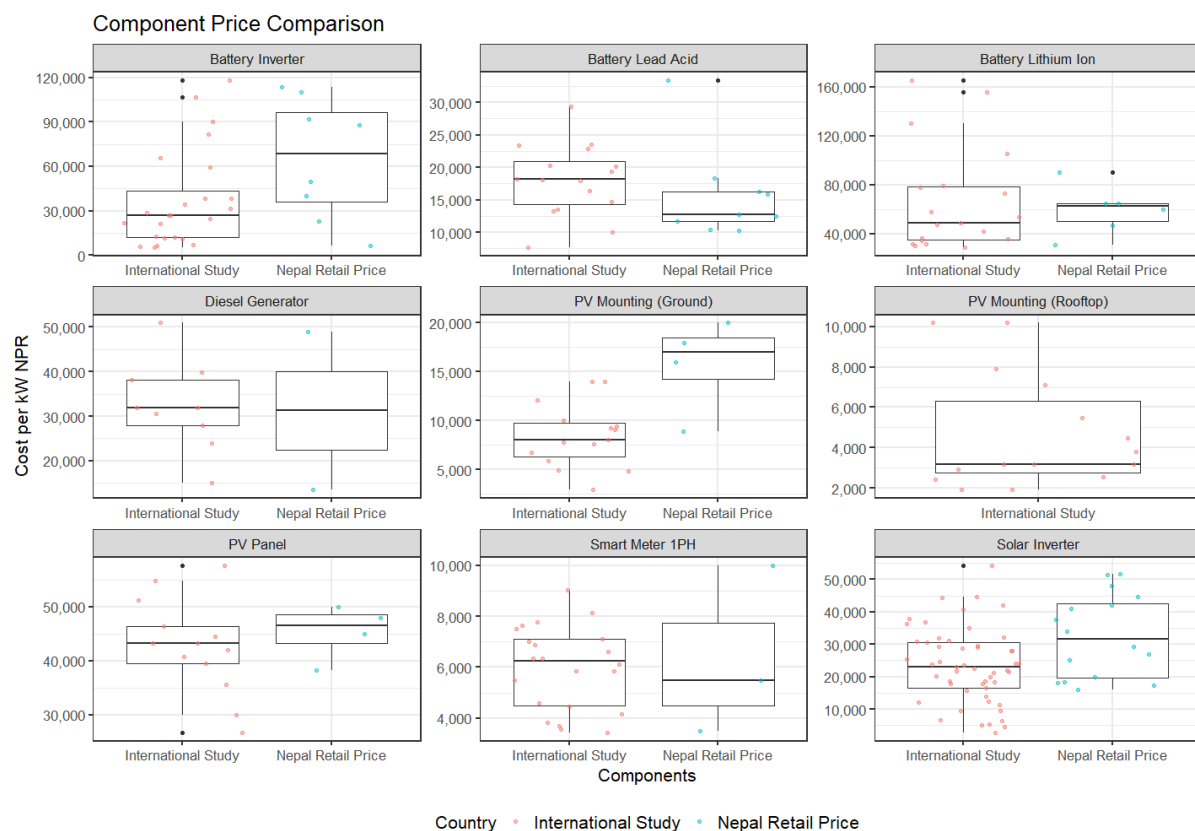 Component Price Comparison
Battery Inverter
Battery Lead Acid
Battery Lithium Ion
120,000
90,000
60,000
30,000
0
International Study
Nepal Retail Price
30,000
25,000
20,000
15,000
10,000
International Study
Nepal Retail Price
160,000
120,000
80,000
40,000
International Study
Nepal Retail Price
Diesel Generator
PV Mounting (Ground)
PV Mounting (Rooftop)
50,000
40,000
30,000
20,000
International Study
Nepal Retail Price
20,000
15,000
10,000
5,000
International Study
Nepal Retail Price
10,000
8,000
6,000
4,000
2,000
International Study
PV Panel
Smart Meter 1PH
Solar Inverter
50,000
40,000
30,000
International Study
Nepal Retail Price
10,000
8,000
6,000
4,000
International Study
Nepal Retail Price
50,000
40,000
30,000
20,000
10,000
International Study
Nepal Retail Price
Cost per kW NPR
Components
Country International Study Nepal Retail Price